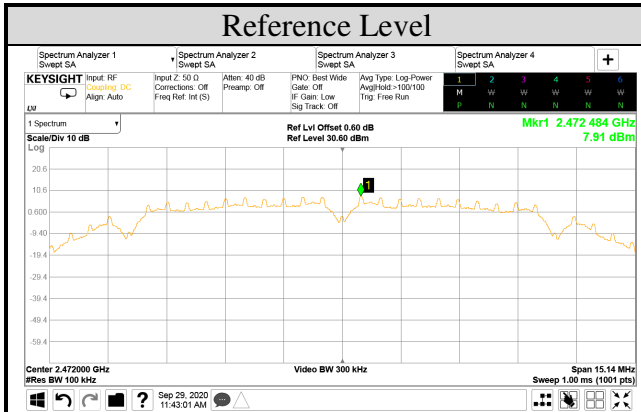 Reference Level
Spectrum Analyzer 1 Swept SA
Spectrum Analyzer 2 Swept SA
Spectrum Analyzer 3 Swept SA
Spectrum Analyzer 4 Swept SA
+
KEYSIGHT
Input: RF
Coupling: DC
Align: Auto
Input Z: 50 Ω
Corrections: Off
Freq Ref: Int (S)
Atten: 40 dB
Preamp: Off
PNO: Best Wide
Gate: Off
IF Gain: Low
Sig Track: Off
Avg Type: Log-Power
Avg|Hold:>100/100
Trig: Free Run
1 2 3 4 5 6
M W W W W W
P N N N N N
LXI
1 Spectrum
Scale/Div 10 dB
Ref Lvl Offset 0.60 dB
Ref Level 30.60 dBm
Mkr1 2.472 484 GHz
7.91 dBm
Log
20.6
10.6
1
0.600
-9.40
-19.4
-29.4
-39.4
-49.4
-59.4
Center 2.472000 GHz
#Res BW 100 kHz
Video BW 300 kHz
Span 15.14 MHz
Sweep 1.00 ms (1001 pts)
?
Sep 29, 2020
11:43:01 AM